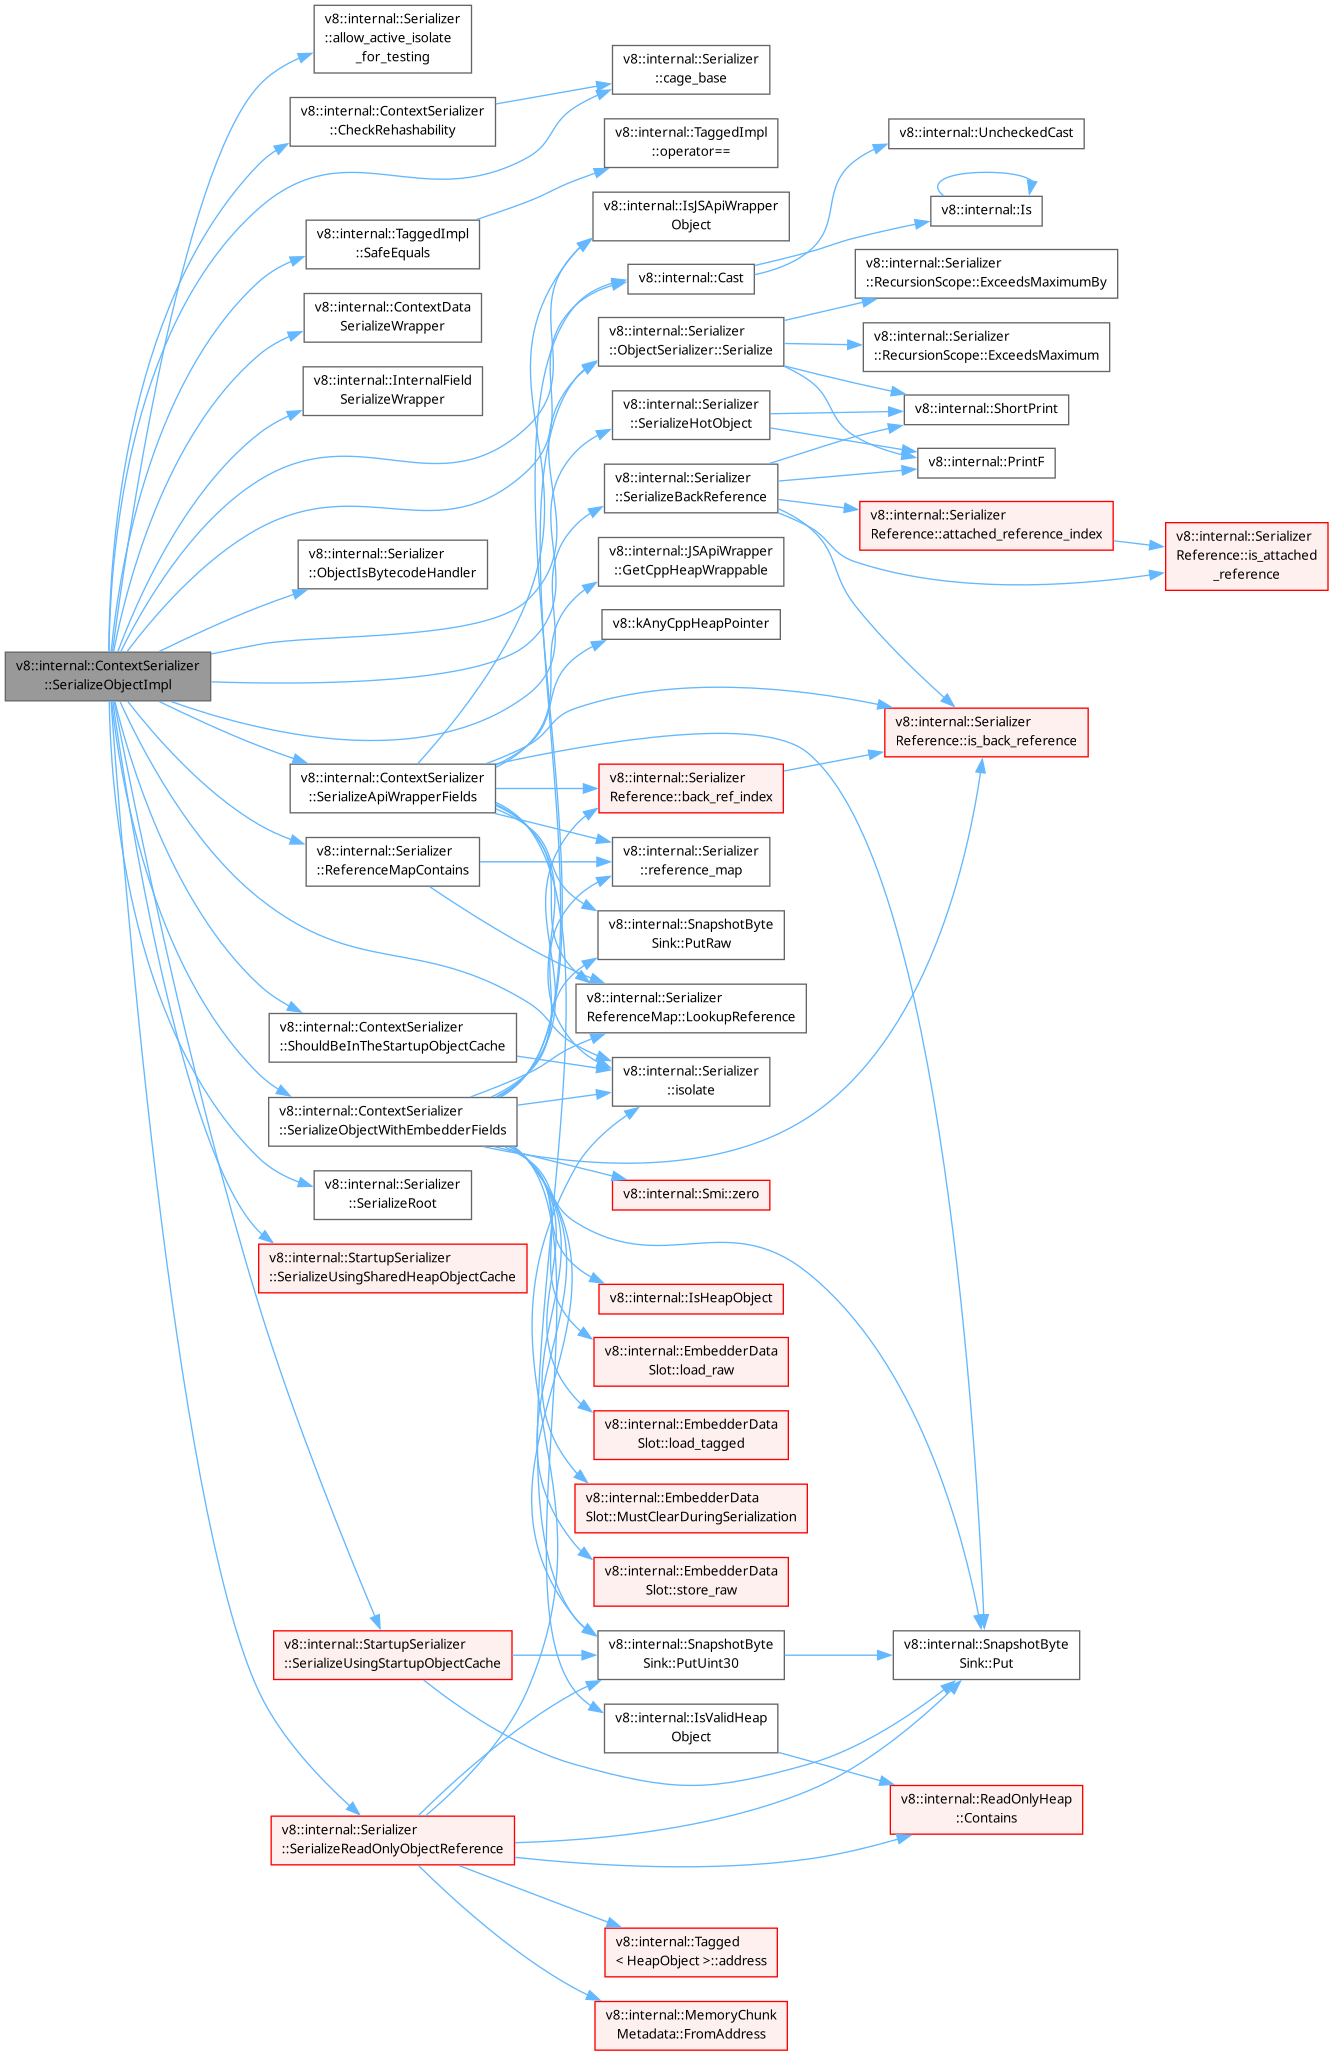 v8::internal::Serializer
::allow_active_isolate
_for_testing
v8::internal::Serializer
::cage_base
v8::internal::ContextSerializer
::CheckRehashability
v8::internal::TaggedImpl
::operator==
v8::internal::UncheckedCast
v8::internal::IsJSApiWrapper
Object
v8::internal::Is
v8::internal::TaggedImpl
::SafeEquals
v8::internal::Cast
v8::internal::Serializer
::RecursionScope::ExceedsMaximumBy
v8::internal::ContextData
SerializeWrapper
v8::internal::Serializer
::ObjectSerializer::Serialize
v8::internal::Serializer
::RecursionScope::ExceedsMaximum
v8::internal::InternalField
SerializeWrapper
v8::internal::Serializer
::SerializeHotObject
v8::internal::ShortPrint
v8::internal::PrintF
v8::internal::Serializer
::SerializeBackReference
v8::internal::Serializer
Reference::attached_reference_index
v8::internal::Serializer
Reference::is_attached
_reference
v8::internal::Serializer
::ObjectIsBytecodeHandler
v8::internal::JSApiWrapper
::GetCppHeapWrappable
v8::kAnyCppHeapPointer
v8::internal::ContextSerializer
::SerializeObjectImpl
v8::internal::Serializer
Reference::is_back_reference
v8::internal::ContextSerializer
::SerializeApiWrapperFields
v8::internal::Serializer
Reference::back_ref_index
v8::internal::Serializer
::ReferenceMapContains
v8::internal::Serializer
::reference_map
v8::internal::SnapshotByte
Sink::PutRaw
v8::internal::Serializer
ReferenceMap::LookupReference
v8::internal::ContextSerializer
::ShouldBeInTheStartupObjectCache
v8::internal::Serializer
::isolate
v8::internal::ContextSerializer
::SerializeObjectWithEmbedderFields
v8::internal::Serializer
::SerializeRoot
v8::internal::Smi::zero
v8::internal::StartupSerializer
::SerializeUsingSharedHeapObjectCache
v8::internal::IsHeapObject
v8::internal::EmbedderData
Slot::load_raw
v8::internal::EmbedderData
Slot::load_tagged
v8::internal::EmbedderData
Slot::MustClearDuringSerialization
v8::internal::EmbedderData
Slot::store_raw
v8::internal::StartupSerializer
::SerializeUsingStartupObjectCache
v8::internal::SnapshotByte
Sink::PutUint30
v8::internal::SnapshotByte
Sink::Put
v8::internal::IsValidHeap
Object
v8::internal::ReadOnlyHeap
::Contains
v8::internal::Serializer
::SerializeReadOnlyObjectReference
v8::internal::Tagged
< HeapObject >::address
v8::internal::MemoryChunk
Metadata::FromAddress